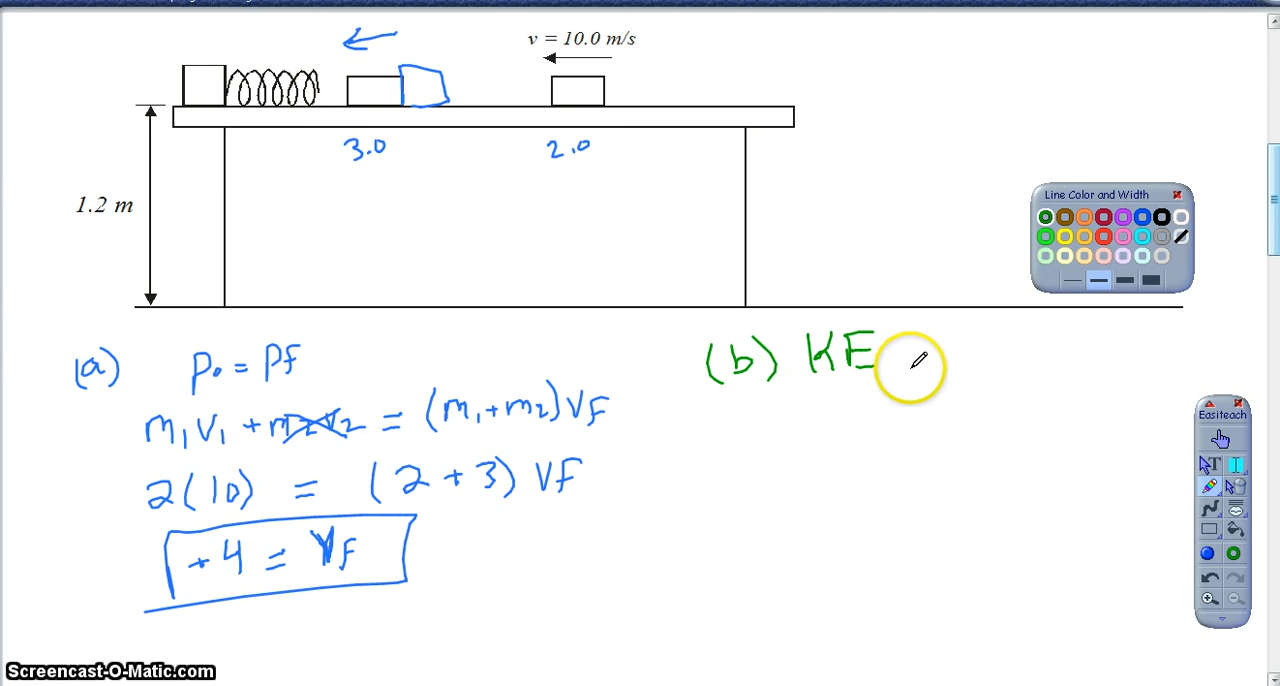 v = 10.0 m/s
3.0
2.0
1.2 m
Line Color and Width
(a) Po = Pf
m1v1 + m2v2 = (m1+m2)VF
2(10) = (2+3) VF
+4 = VF
(b) KE
Easiteach
T
Screencast-O-Matic.com